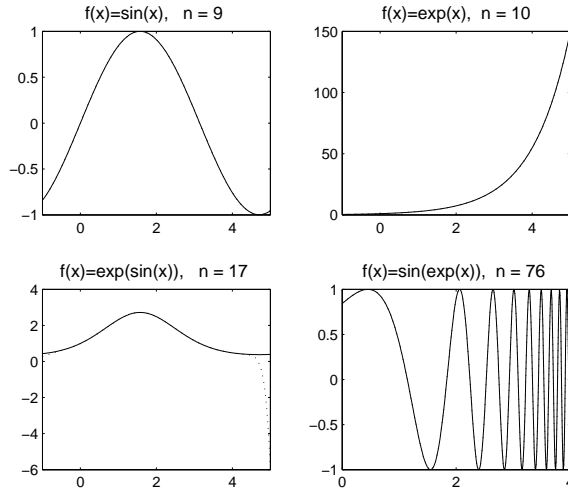 f(x)=sin(x), n = 9
1
0.5
0
−0.5
−1
0 2 4
f(x)=exp(x), n = 10
150
100
50
0
0 2 4
f(x)=exp(sin(x)), n = 17
4
2
0
−2
−4
−6
0 2 4
f(x)=sin(exp(x)), n = 76
1
0.5
0
−0.5
−1
0 2 4